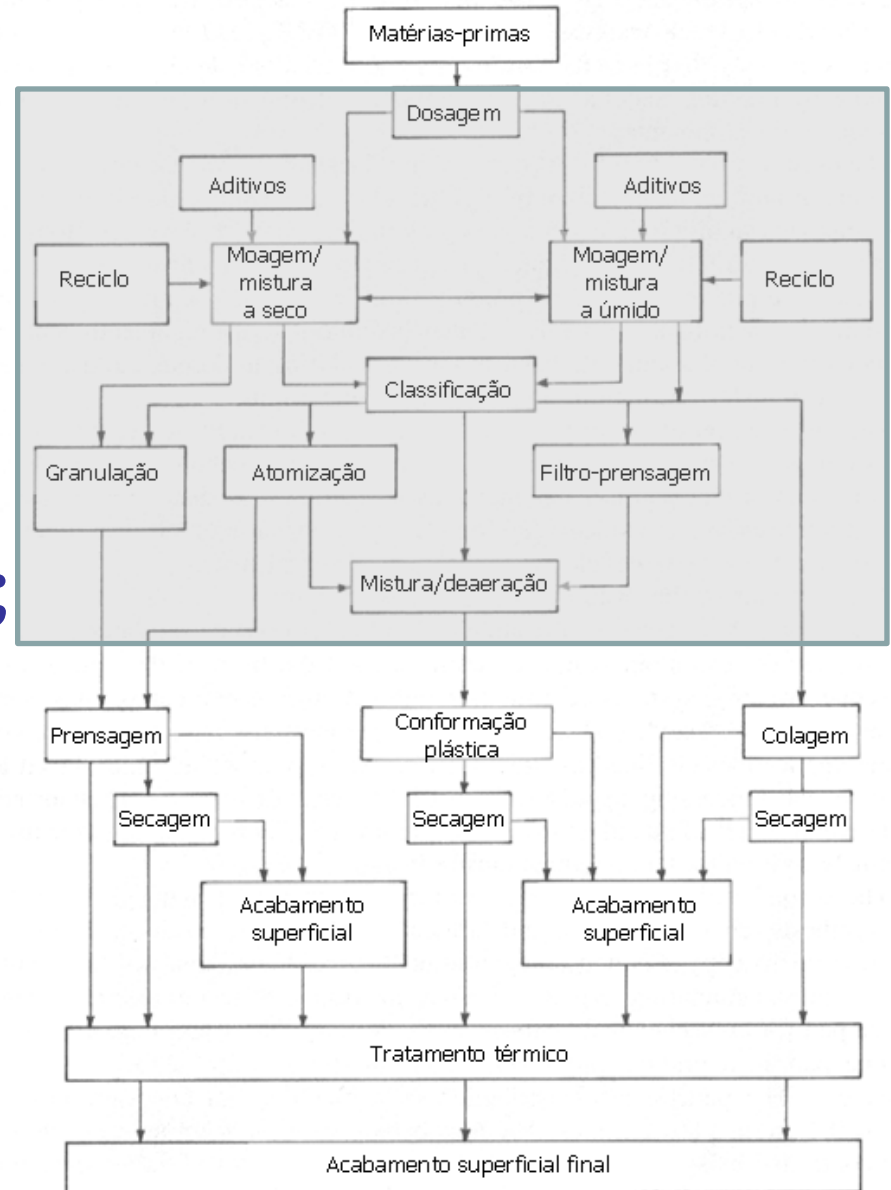 Matérias-primas
Dosagem
Aditivos
Aditivos
Reciclo
Moagem/
mistura
a seco
Moagem/
mistura
a úmido
Reciclo
Classificação
Granulação
Atomização
Filtro-prensagem
Mistura/deaeração
;
Prensagem
Conformação
plástica
Colagem
Secagem
Secagem
Secagem
Acabamento
superficial
Acabamento
superficial
Tratamento térmico
Acabamento superficial final